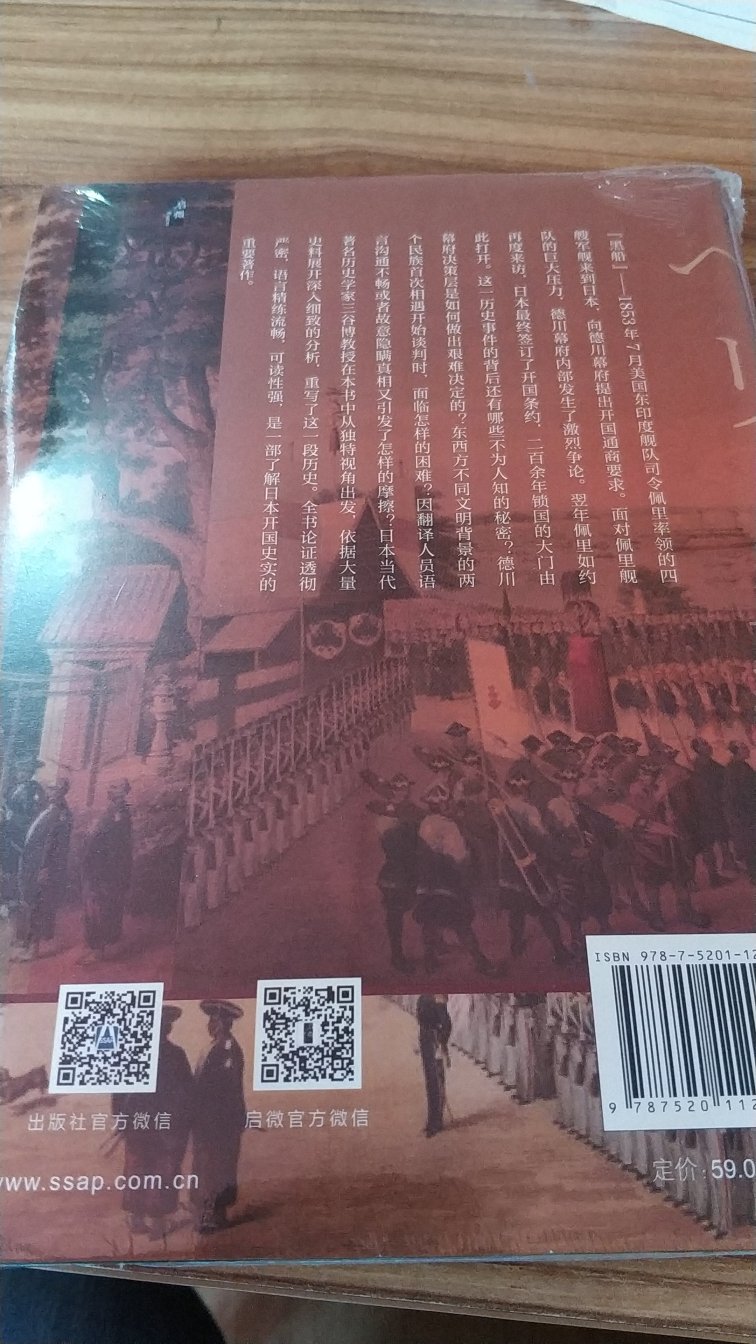 『黑船』——1853 年 7 月美国东印度舰队司令佩里率领的四
艘军舰来到日本，向德川幕府提出开国通商要求。面对佩里舰
队的巨大压力，德川幕府内部发生了激烈争论。翌年佩里如约
再度来访，日本最终签订了开国条约，二百余年锁国的大门由
此打开。这一历史事件的背后还有哪些不为人知的秘密？德川
幕府决策层是如何做出艰难决定的？东西方不同文明背景的两
个民族首次相遇开始谈判时，面临怎样的困难？因翻译人员语
言沟通不畅或者故意隐瞒真相又引发了怎样的摩擦？日本当代
著名历史学家三谷博教授在本书中从独特视角出发，依据大量
史料展开深入细致的分析，重写了这一段历史。全书论证透彻
严密，语言精练流畅，可读性强，是一部了解日本开国史实的
重要著作。
启微
ISBN 978-7-5201-12
9 787520 112
SSAP
出版社官方微信
启微官方微信
www.ssap.com.cn
定价：59.0